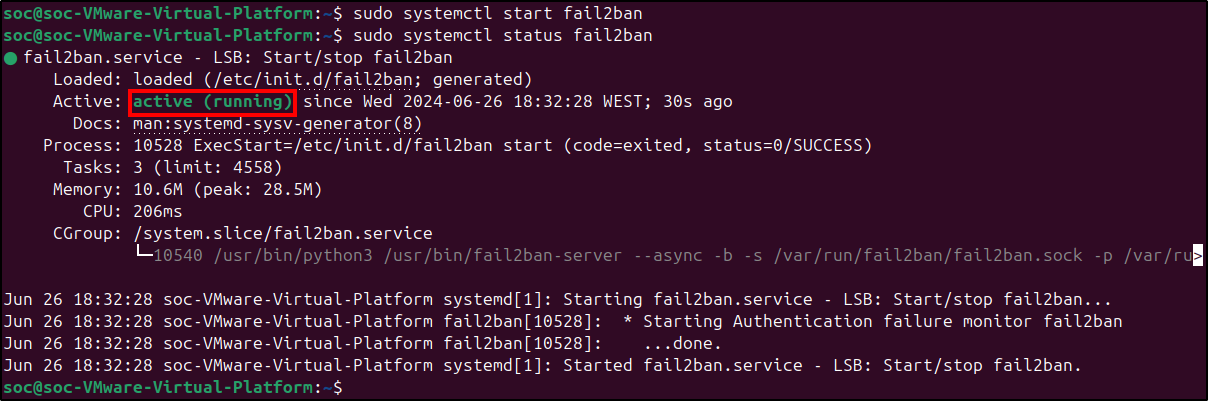 soc@soc-VMware-Virtual-Platform:~$ sudo systemctl start fail2ban
soc@soc-VMware-Virtual-Platform:~$ sudo systemctl status fail2ban
● fail2ban.service - LSB: Start/stop fail2ban
     Loaded: loaded (/etc/init.d/fail2ban; generated)
     Active: active (running) since Wed 2024-06-26 18:32:28 WEST; 30s ago
       Docs: man:systemd-sysv-generator(8)
    Process: 10528 ExecStart=/etc/init.d/fail2ban start (code=exited, status=0/SUCCESS)
      Tasks: 3 (limit: 4558)
     Memory: 10.6M (peak: 28.5M)
        CPU: 206ms
     CGroup: /system.slice/fail2ban.service
             └─10540 /usr/bin/python3 /usr/bin/fail2ban-server --async -b -s /var/run/fail2ban/fail2ban.sock -p /var/ru>

Jun 26 18:32:28 soc-VMware-Virtual-Platform systemd[1]: Starting fail2ban.service - LSB: Start/stop fail2ban...
Jun 26 18:32:28 soc-VMware-Virtual-Platform fail2ban[10528]:  * Starting Authentication failure monitor fail2ban
Jun 26 18:32:28 soc-VMware-Virtual-Platform fail2ban[10528]:    ...done.
Jun 26 18:32:28 soc-VMware-Virtual-Platform systemd[1]: Started fail2ban.service - LSB: Start/stop fail2ban.
soc@soc-VMware-Virtual-Platform:~$